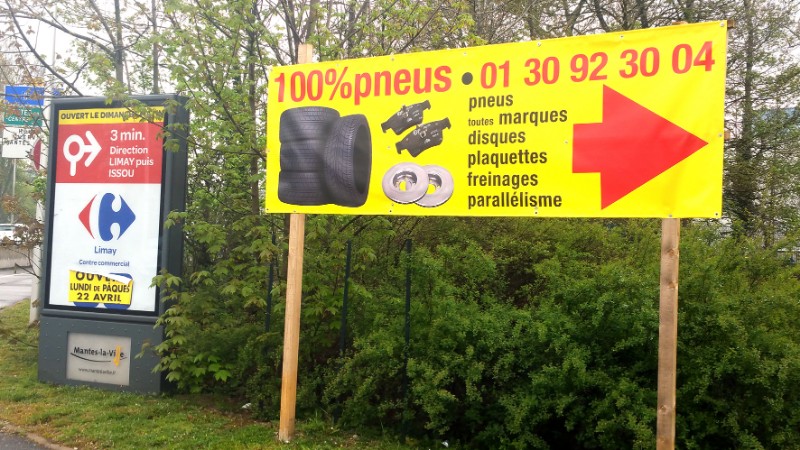 OUVERT LE DIMANCHE
3 min.
Direction
LIMAY puis
ISSOU
Limay
Centre commercial
OUVERT
LUNDI de PÂQUES
22 AVRIL
Mantes-la-Ville
100%pneus • 01 30 92 30 04
pneus
toutes marques
disques
plaquettes
freinages
parallélisme